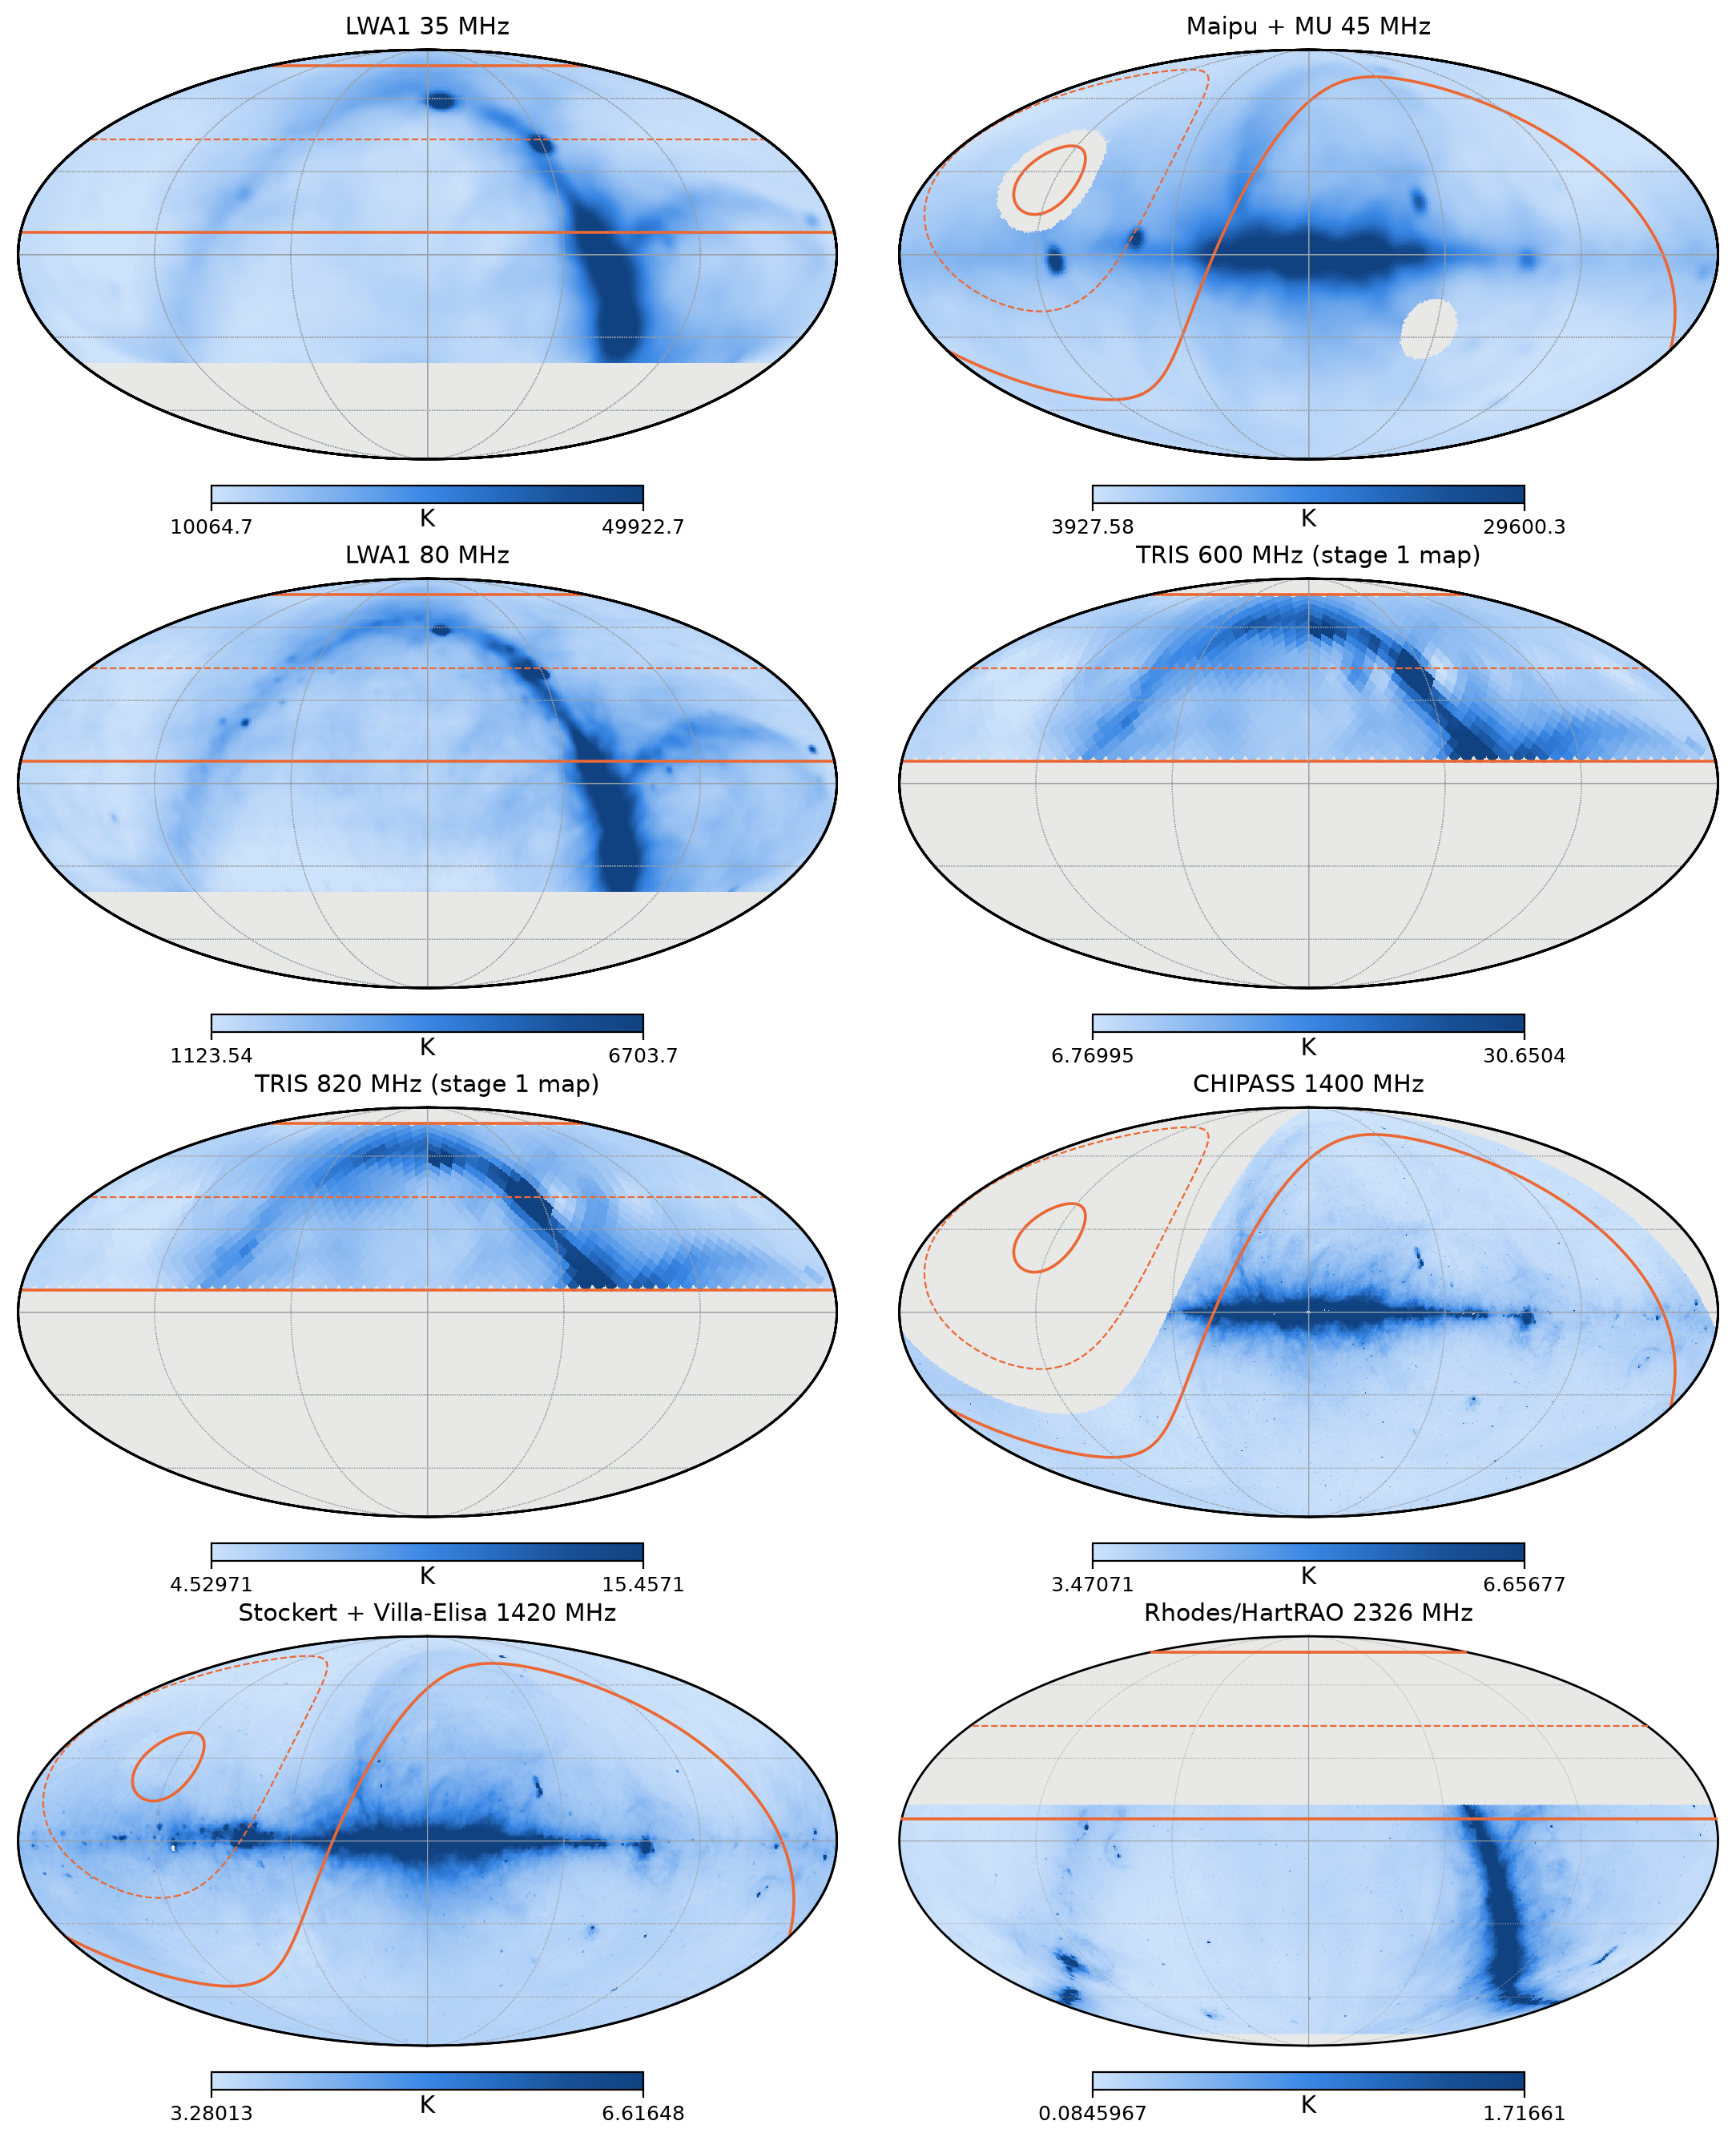 LWA1 35 MHz
Maipu + MU 45 MHz
K
10064.7 49922.7
K
3927.58 29600.3
LWA1 80 MHz
TRIS 600 MHz (stage 1 map)
K
1123.54 6703.7
K
6.76995 30.6504
TRIS 820 MHz (stage 1 map)
CHIPASS 1400 MHz
K
4.52971 15.4571
K
3.47071 6.65677
Stockert + Villa-Elisa 1420 MHz
Rhodes/HartRAO 2326 MHz
K
3.28013 6.61648
K
0.0845967 1.71661